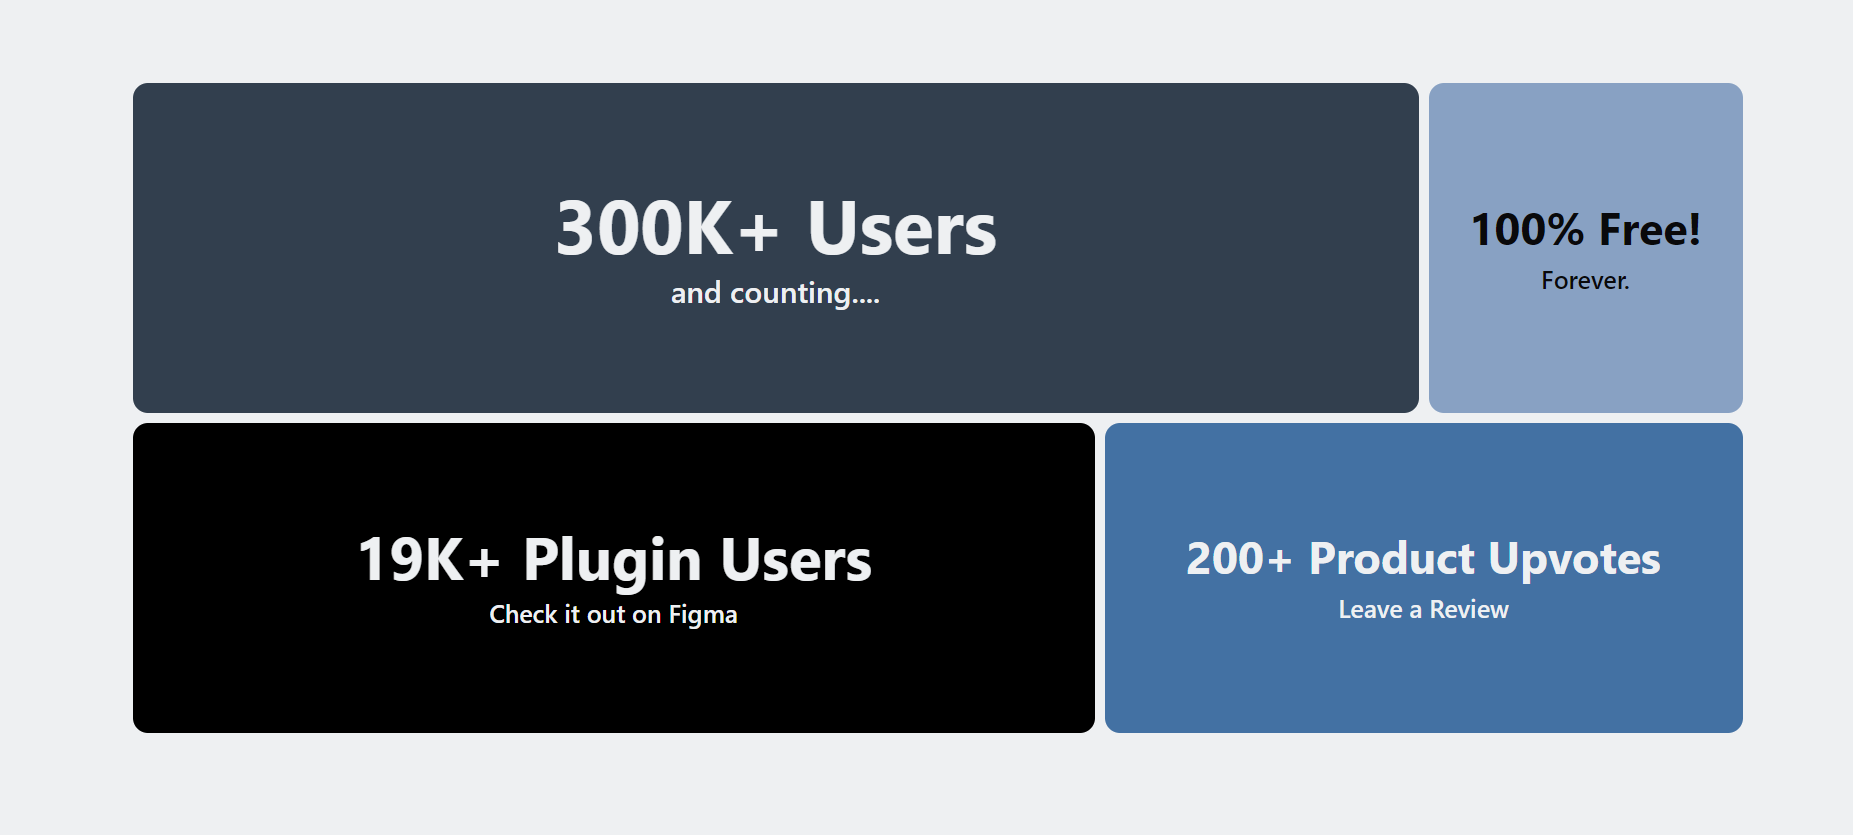 300K+ Users
and counting....
100% Free!
Forever.
19K+ Plugin Users
Check it out on Figma
200+ Product Upvotes
Leave a Review